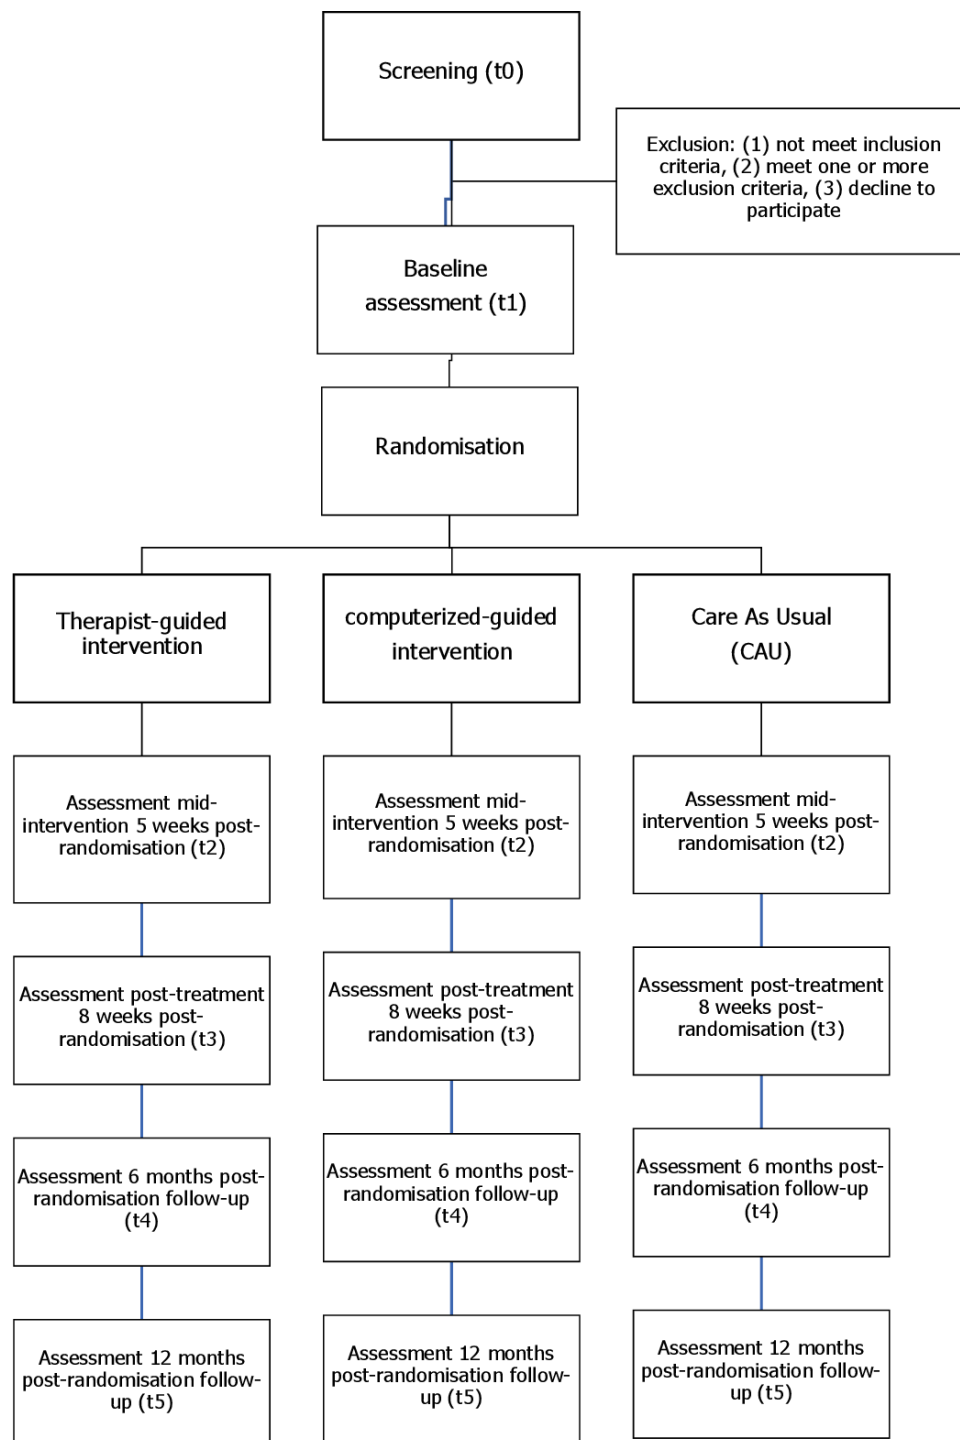 Screening (t0)
Exclusion: (1) not meet inclusion
criteria, (2) meet one or more
exclusion criteria, (3) decline to
participate
Baseline
assessment (t1)
Randomisation
Therapist-guided
intervention
computerized-guided
intervention
Care As Usual
(CAU)
Assessment mid-
intervention 5 weeks post-
randomisation (t2)
Assessment mid-
intervention 5 weeks post-
randomisation (t2)
Assessment mid-
intervention 5 weeks post-
randomisation (t2)
Assessment post-treatment
8 weeks post-
randomisation (t3)
Assessment post-treatment
8 weeks post-
randomisation (t3)
Assessment post-treatment
8 weeks post-
randomisation (t3)
Assessment 6 months post-
randomisation follow-up
(t4)
Assessment 6 months post-
randomisation follow-up
(t4)
Assessment 6 months post-
randomisation follow-up
(t4)
Assessment 12 months
post-randomisation follow-
up (t5)
Assessment 12 months
post-randomisation follow-
up (t5)
Assessment 12 months
post-randomisation follow-
up (t5)